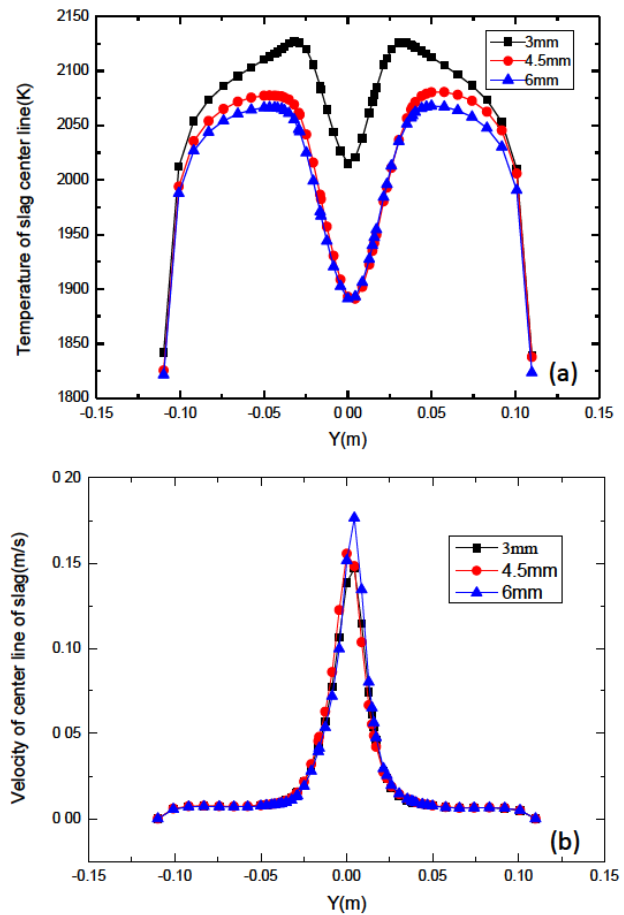 2150
2100
2050
2000
1950
1900
1850
1800
Temperature of slag center line(K)
3mm
4.5mm
6mm
(a)
-0.15 -0.10 -0.05 0.00 0.05 0.10 0.15
Y(m)
0 20
0.15
0.10
0.05
0 00
Velocity of center line of slag(m/s)
3mm
4.5mm
6mm
(b)
-0.15 -0.10 -0.05 0.00 0.05 0.10 0.15
Y(m)